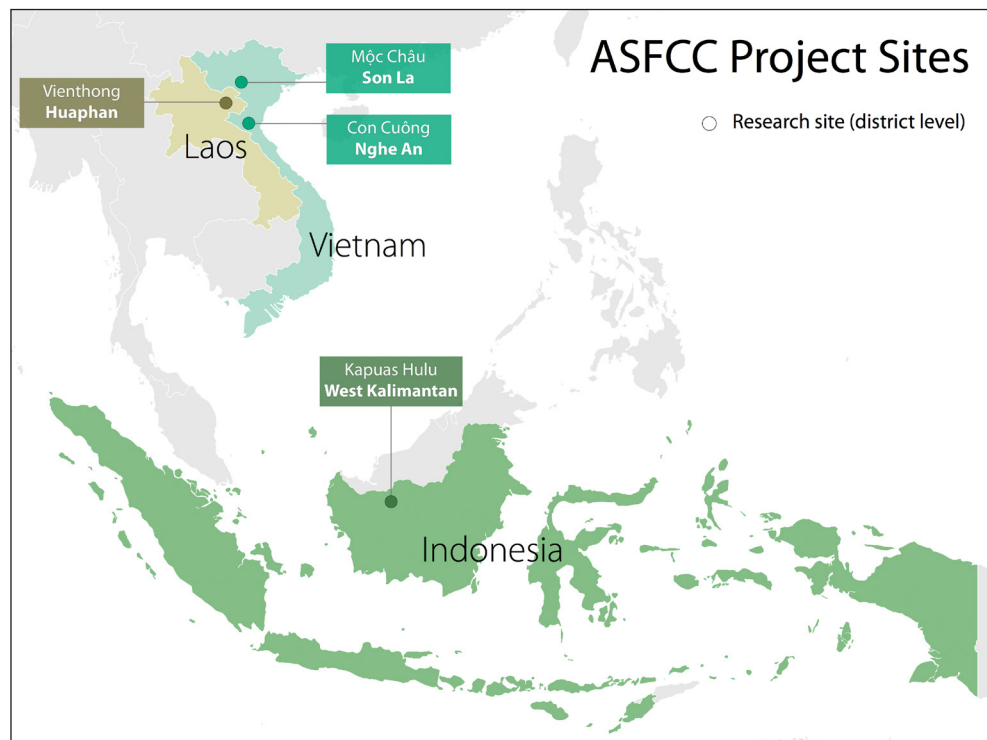 ASFCC Project Sites
Research site (district level)
Mộc Châu
Son La
Vienthong
Huaphan
Con Cuông
Nghe An
Laos
Vietnam
Kapuas Hulu
West Kalimantan
Indonesia